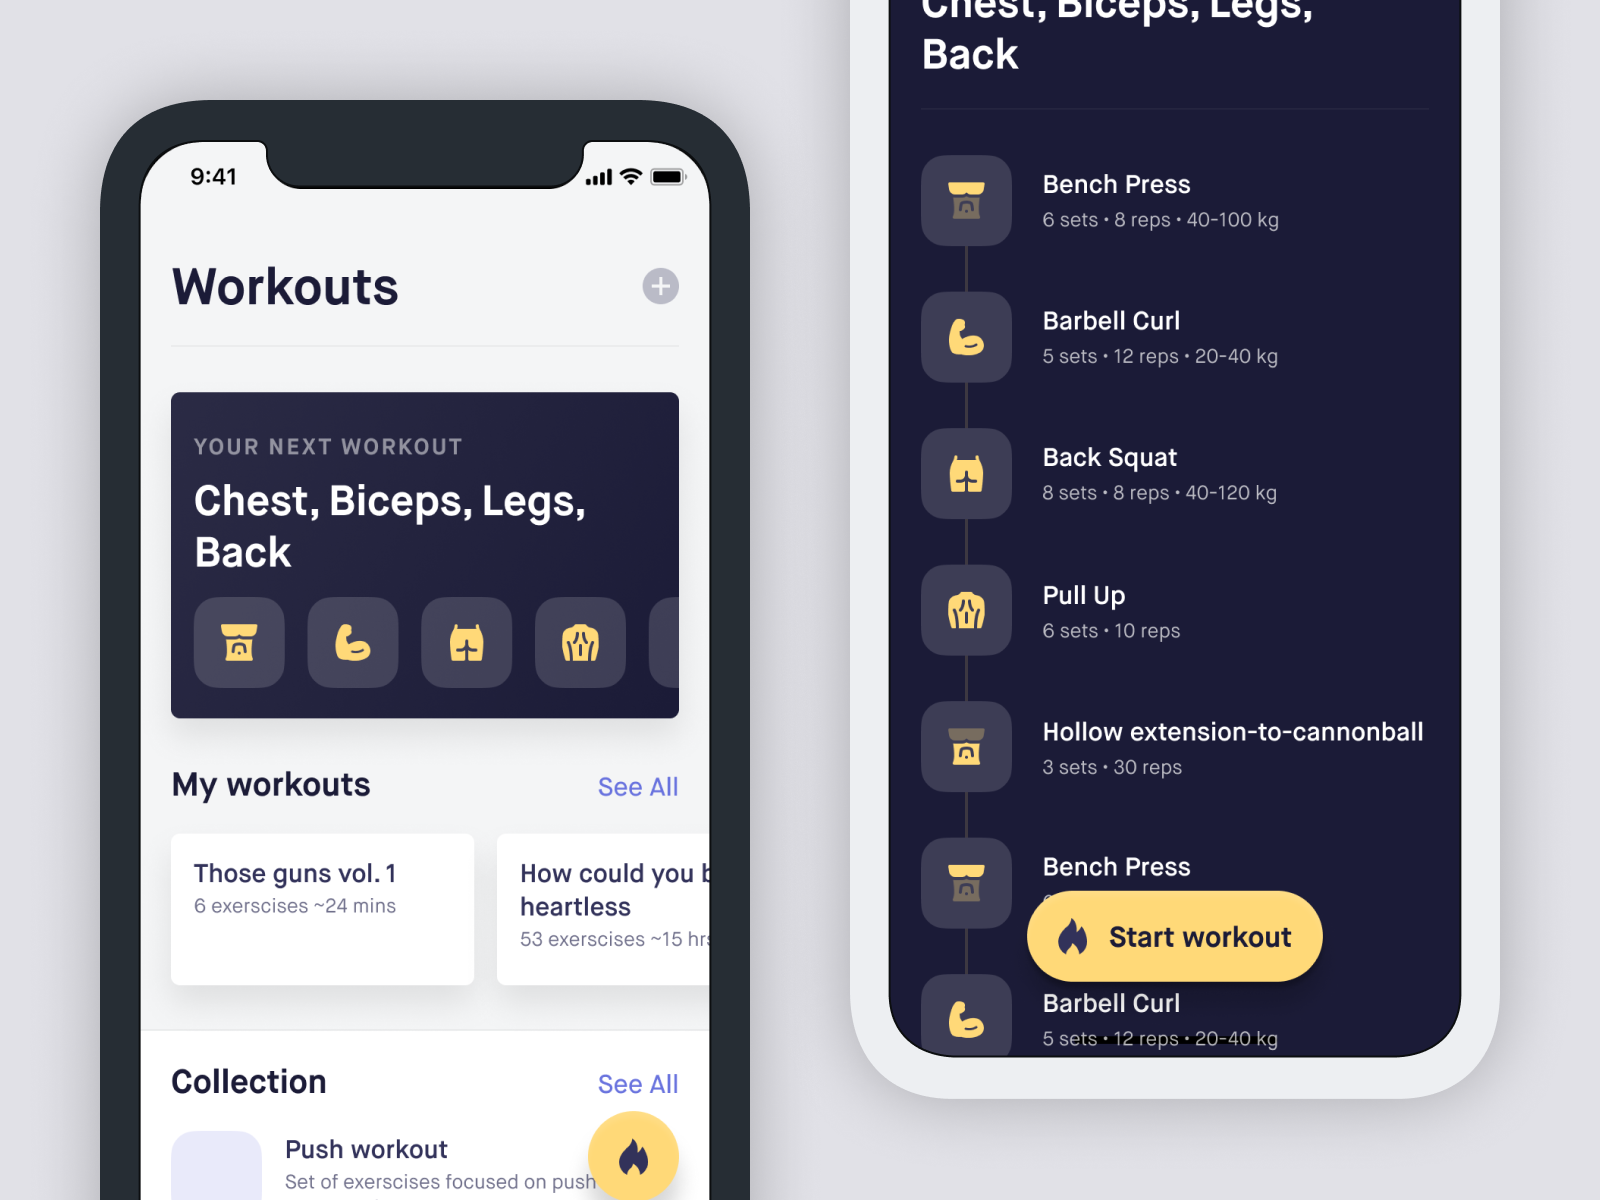 9:41
Workouts
YOUR NEXT WORKOUT
Chest, Biceps, Legs,
Back
My workouts
See All
Those guns vol. 1
6 exerscises ~24 mins
How could you
heartless
53 exerscises ~15 hrs
Collection
See All
Push workout
Set of exerscises focused on push
Chest, Biceps, Legs,
Back
Bench Press
6 sets • 8 reps • 40-100 kg
Barbell Curl
5 sets • 12 reps • 20-40 kg
Back Squat
8 sets • 8 reps • 40-120 kg
Pull Up
6 sets • 10 reps
Hollow extension-to-cannonball
3 sets • 30 reps
Bench Press
Start workout
Barbell Curl
5 sets • 12 reps • 20-40 kg